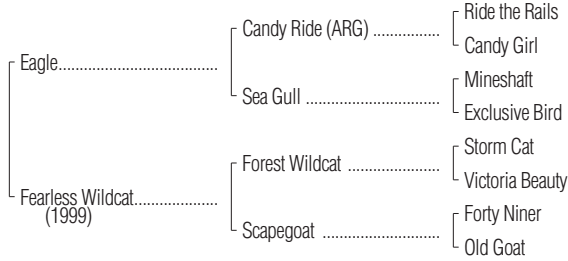 Ride the Rails
Candy Ride (ARG) ................
Candy Girl
Eagle.....................................
Mineshaft
Sea Gull ................................
Exclusive Bird
Storm Cat
Forest Wildcat ......................
Victoria Beauty
Fearless Wildcat....................
(1999)
Forty Niner
Scapegoat ............................
Old Goat